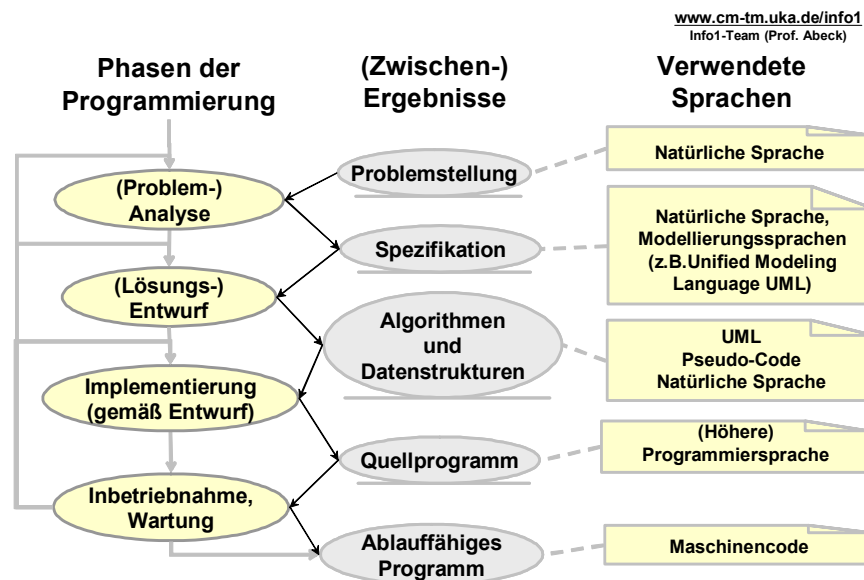 www.cm-tm.uka.de/info1
Info1-Team (Prof. Abeck)
Phasen der
Programmierung
(Zwischen-)
Ergebnisse
Verwendete
Sprachen
Problemstellung
Natürliche Sprache
(Problem-)
Analyse
Spezifikation
Natürliche Sprache,
Modellierungssprachen
(z.B.Unified Modeling
Language UML)
(Lösungs-)
Entwurf
Algorithmen
und
Datenstrukturen
UML
Pseudo-Code
Natürliche Sprache
Implementierung
(gemäß Entwurf)
Quellprogramm
(Höhere)
Programmiersprache
Inbetriebnahme,
Wartung
Ablauffähiges
Programm
Maschinencode